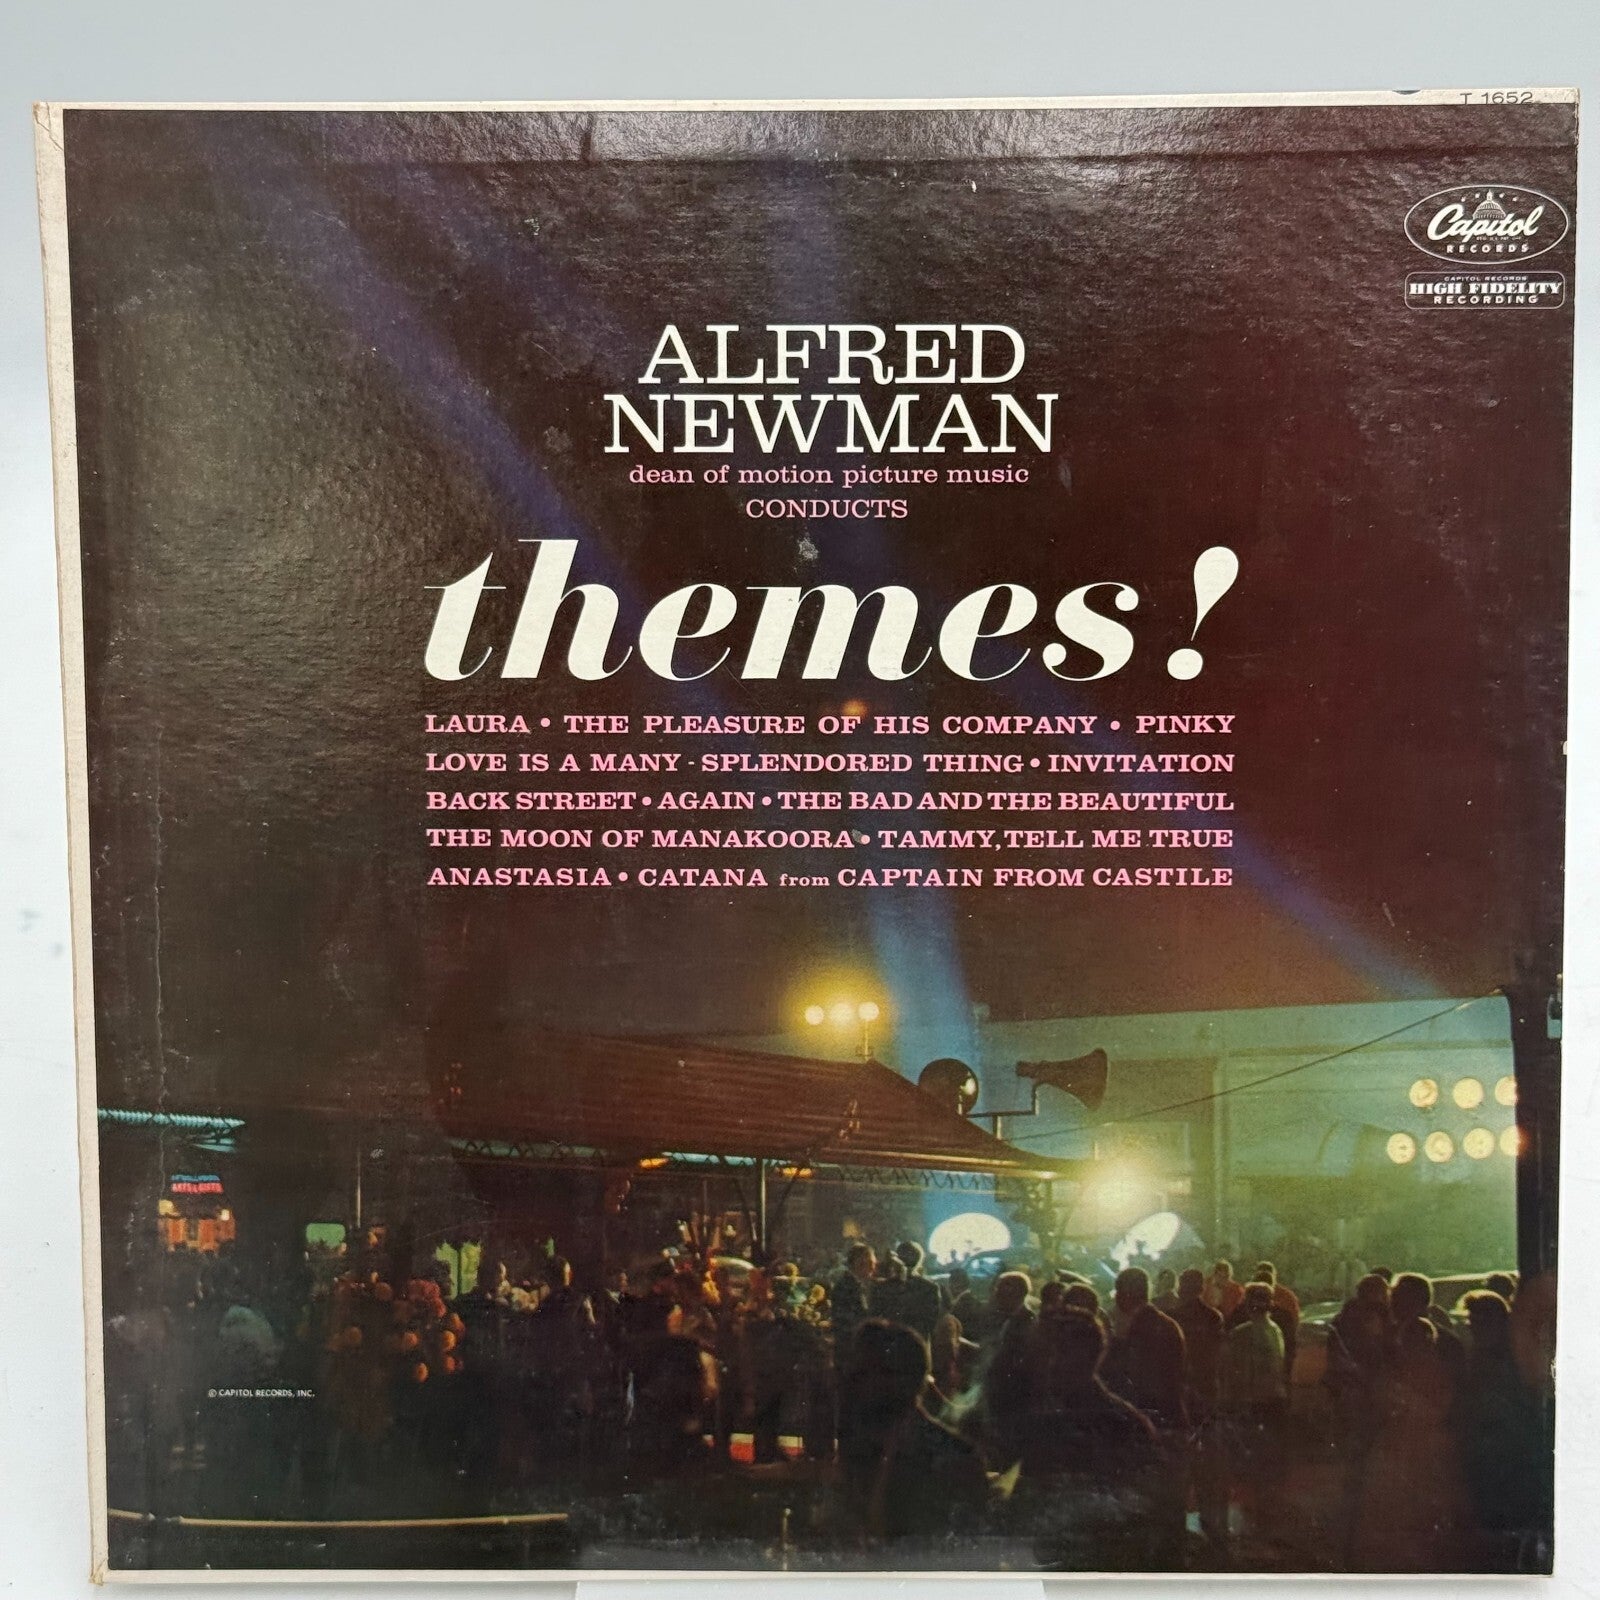 T 1652
Capitol
RECORDS
CAPITOL RECORDS
HIGH FIDELITY
RECORDING
ALFRED
NEWMAN
dean of motion picture music
CONDUCTS
themes!
LAURA • THE PLEASURE OF HIS COMPANY • PINKY
LOVE IS A MANY - SPLENDORED THING • INVITATION
BACK STREET • AGAIN • THE BAD AND THE BEAUTIFUL
THE MOON OF MANAKOORA • TAMMY, TELL ME TRUE
ANASTASIA • CATANA from CAPTAIN FROM CASTILE
ARTS & GIFTS
© CAPITOL RECORDS, INC.